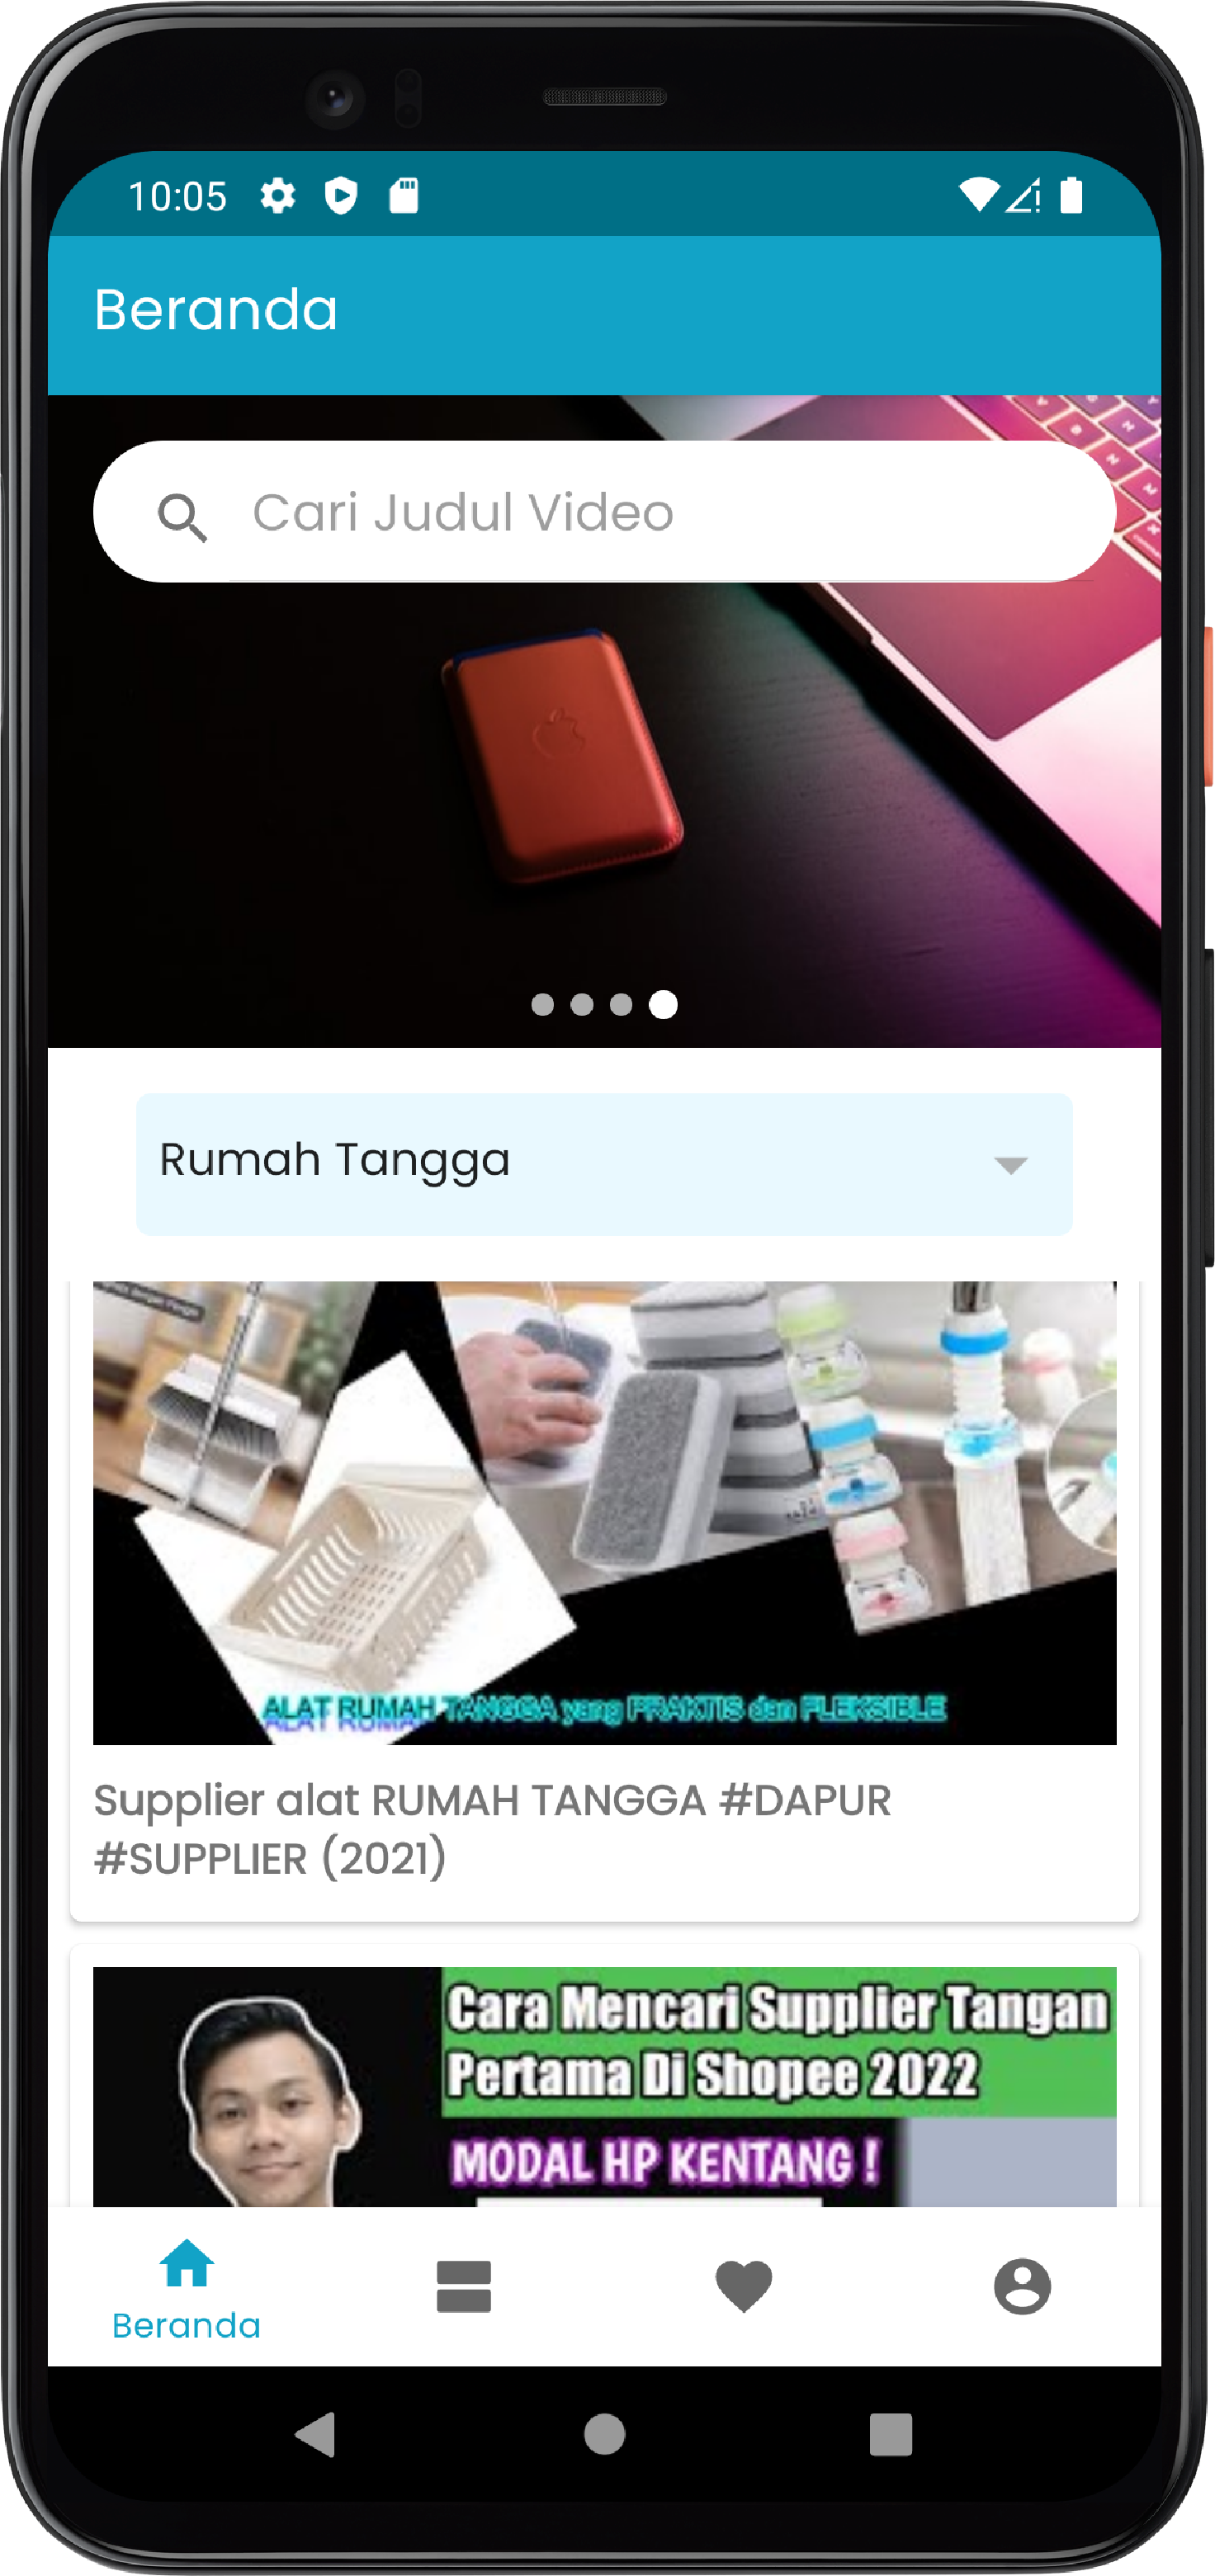 10:05
Beranda
Cari Judul Video
Rumah Tangga
ALAT RUMAH TANGGA yang PRAKTIS dan FLEKSIBLE
Supplier alat RUMAH TANGGA #DAPUR
#SUPPLIER (2021)
Cara Mencari Supplier Tangan
Pertama Di Shopee 2022
MODAL HP KENTANG !
Beranda